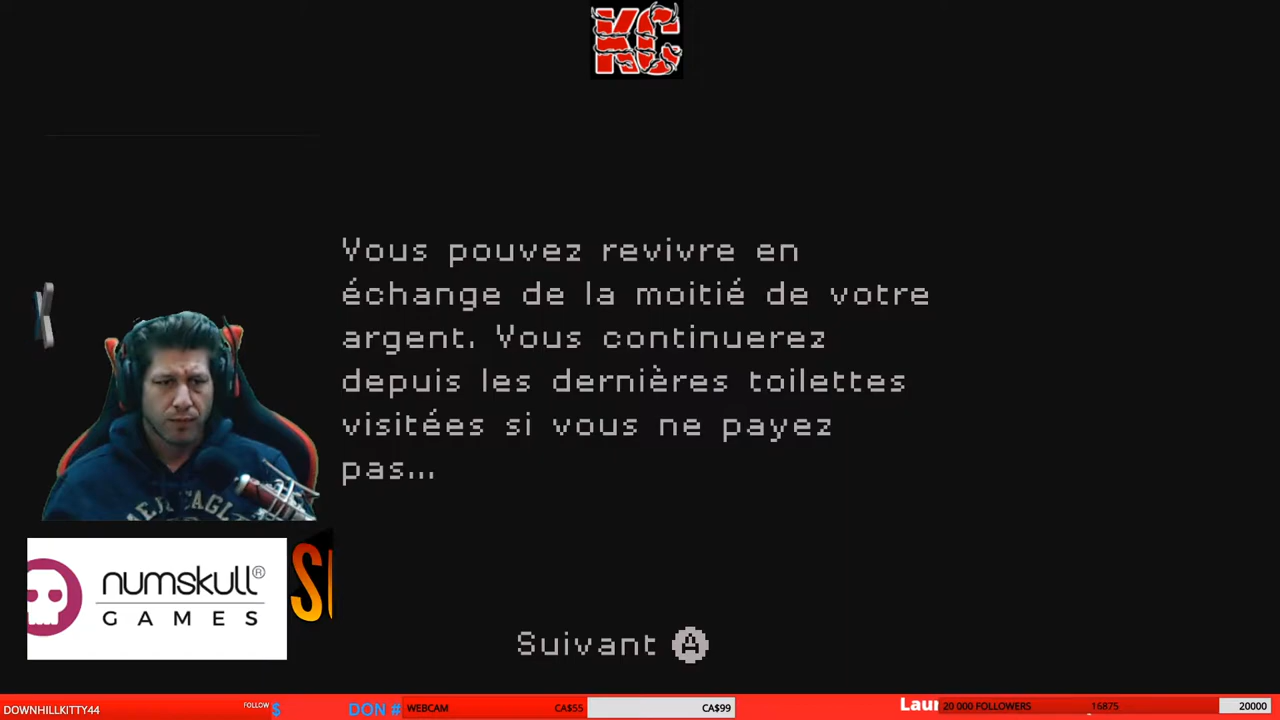 KC
Vous pouvez revivre en
échange de la moitié de votre
argent. Vous continuerez
depuis les dernières toilettes
visitées si vous ne payez
pas...
numskull®
GAMES
Suivant A
DOWNHILLKITTY44 FOLLOW $ DON # WEBCAM CA$55 CA$99 20 000 FOLLOWERS 16875 20000